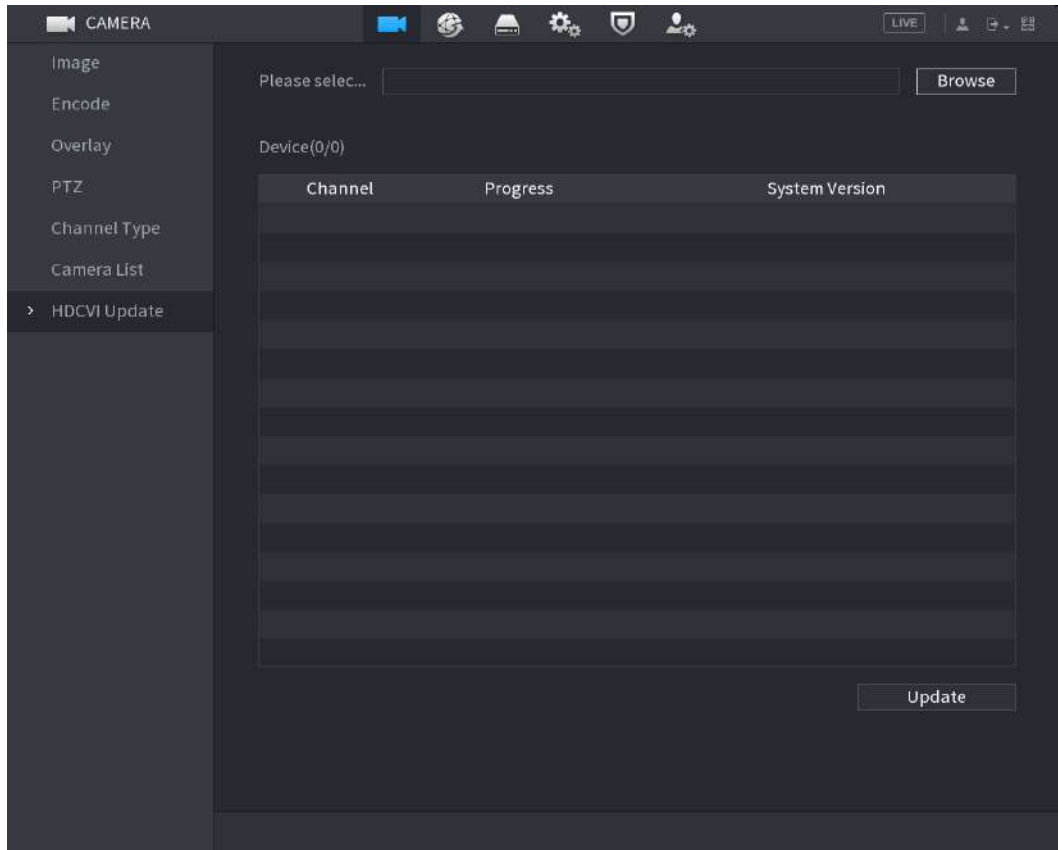 CAMERA
LIVE
Image
Encode
Overlay
PTZ
Channel Type
Camera List
HDCVI Update
Please selec...
Browse
Device(0/0)
Channel Progress System Version
Update